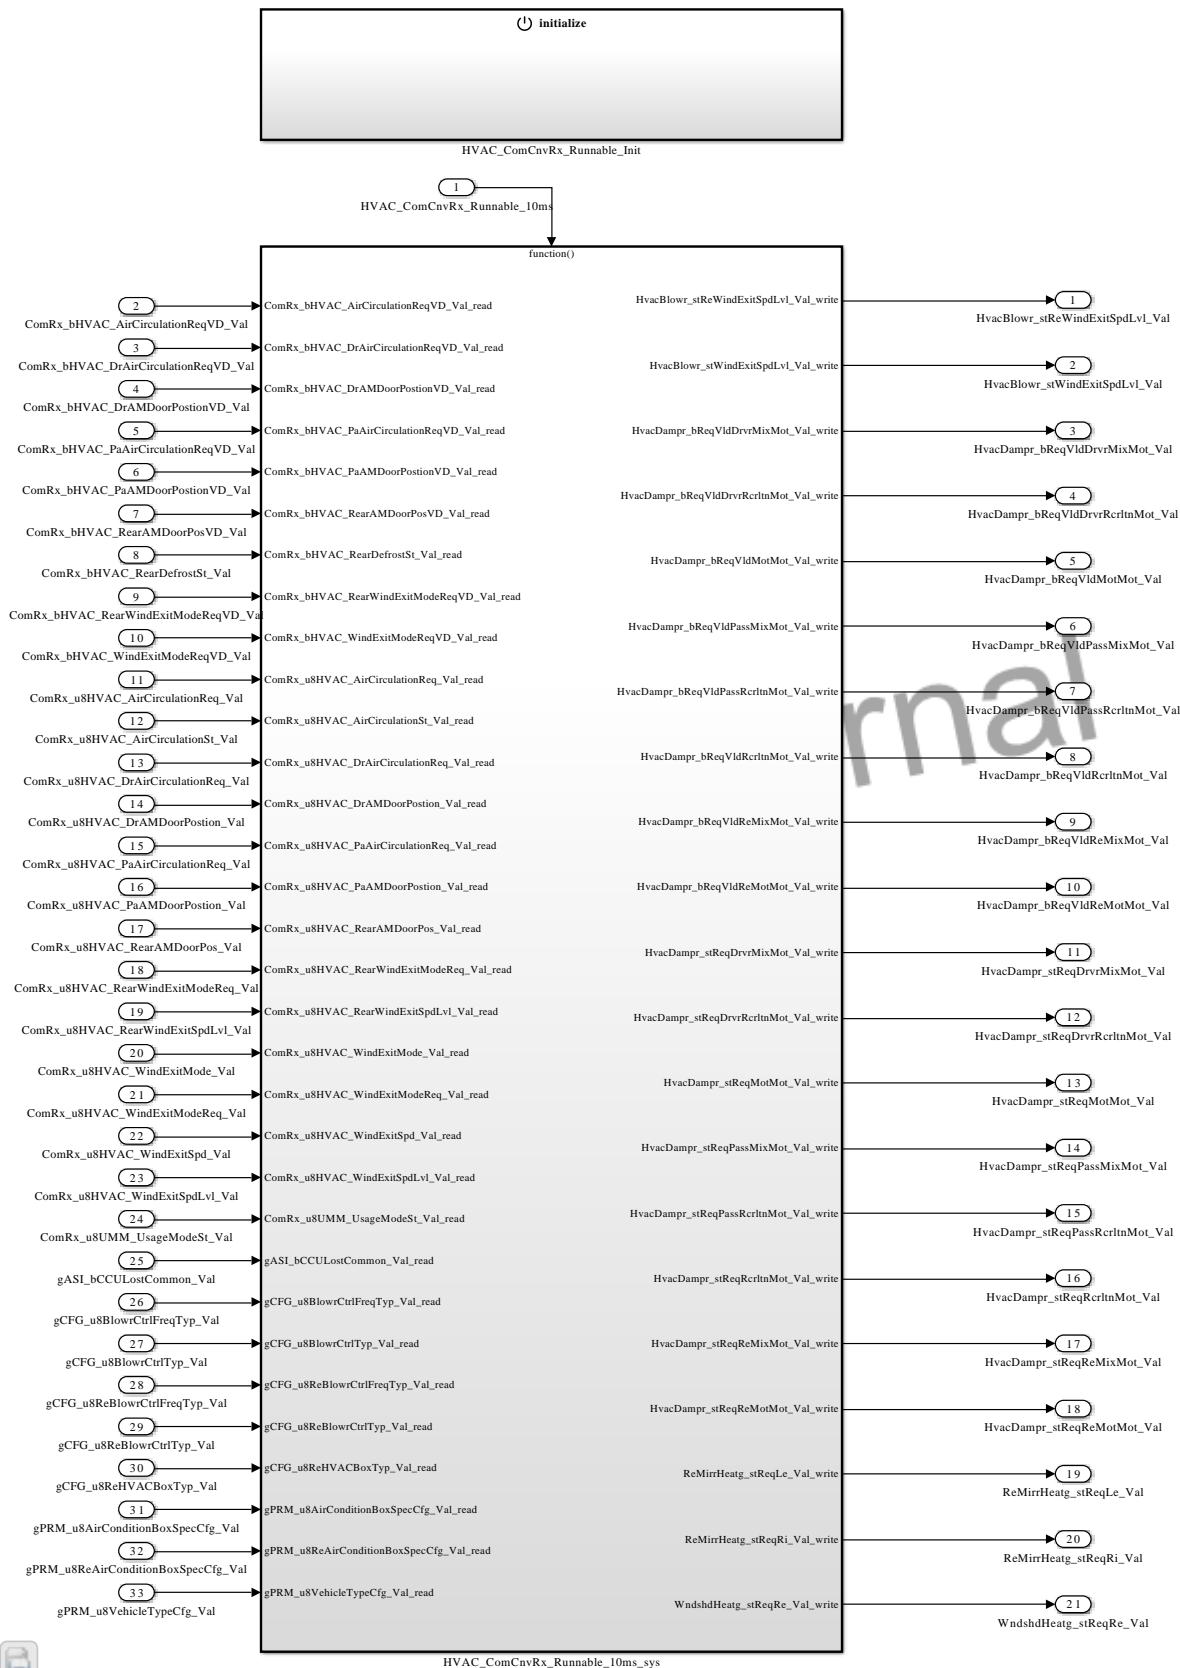 initialize
HVAC_ComCnvRx_Runnable_Init
1
HVAC_ComCnvRx_Runnable_10ms
function()
2
ComRx_bHVAC_AirCirculationReqVD_Val
3
ComRx_bHVAC_DrAirCirculationReqVD_Val
4
ComRx_bHVAC_DrAMDoorPostionVD_Val
5
ComRx_bHVAC_PaAirCirculationReqVD_Val
6
ComRx_bHVAC_PaAMDoorPostionVD_Val
7
ComRx_bHVAC_RearAMDoorPosVD_Val
8
ComRx_bHVAC_RearDefrostSt_Val
9
ComRx_bHVAC_RearWindExitModeReqVD_Val
10
ComRx_bHVAC_WindExitModeReqVD_Val
11
ComRx_u8HVAC_AirCirculationReq_Val
12
ComRx_u8HVAC_AirCirculationSt_Val
13
ComRx_u8HVAC_DrAirCirculationReq_Val
14
ComRx_u8HVAC_DrAMDoorPostion_Val
15
ComRx_u8HVAC_PaAirCirculationReq_Val
16
ComRx_u8HVAC_PaAMDoorPostion_Val
17
ComRx_u8HVAC_RearAMDoorPos_Val
18
ComRx_u8HVAC_RearWindExitModeReq_Val
19
ComRx_u8HVAC_RearWindExitSpdLvl_Val
20
ComRx_u8HVAC_WindExitMode_Val
21
ComRx_u8HVAC_WindExitModeReq_Val
22
ComRx_u8HVAC_WindExitSpd_Val
23
ComRx_u8HVAC_WindExitSpdLvl_Val
24
ComRx_u8UMM_UsageModeSt_Val
25
gASI_bCCULostCommon_Val
26
gCFG_u8BlowrCtrlFreqTyp_Val
27
gCFG_u8BlowrCtrlTyp_Val
28
gCFG_u8ReBlowrCtrlFreqTyp_Val
29
gCFG_u8ReBlowrCtrlTyp_Val
30
gCFG_u8ReHVACBoxTyp_Val
31
gPRM_u8AirConditionBoxSpecCfg_Val
32
gPRM_u8ReAirConditionBoxSpecCfg_Val
33
gPRM_u8VehicleTypeCfg_Val
ComRx_bHVAC_AirCirculationReqVD_Val_read
ComRx_bHVAC_DrAirCirculationReqVD_Val_read
ComRx_bHVAC_DrAMDoorPostionVD_Val_read
ComRx_bHVAC_PaAirCirculationReqVD_Val_read
ComRx_bHVAC_PaAMDoorPostionVD_Val_read
ComRx_bHVAC_RearAMDoorPosVD_Val_read
ComRx_bHVAC_RearDefrostSt_Val_read
ComRx_bHVAC_RearWindExitModeReqVD_Val_read
ComRx_bHVAC_WindExitModeReqVD_Val_read
ComRx_u8HVAC_AirCirculationReq_Val_read
ComRx_u8HVAC_AirCirculationSt_Val_read
ComRx_u8HVAC_DrAirCirculationReq_Val_read
ComRx_u8HVAC_DrAMDoorPostion_Val_read
ComRx_u8HVAC_PaAirCirculationReq_Val_read
ComRx_u8HVAC_PaAMDoorPostion_Val_read
ComRx_u8HVAC_RearAMDoorPos_Val_read
ComRx_u8HVAC_RearWindExitModeReq_Val_read
ComRx_u8HVAC_RearWindExitSpdLvl_Val_read
ComRx_u8HVAC_WindExitMode_Val_read
ComRx_u8HVAC_WindExitModeReq_Val_read
ComRx_u8HVAC_WindExitSpd_Val_read
ComRx_u8HVAC_WindExitSpdLvl_Val_read
ComRx_u8UMM_UsageModeSt_Val_read
gASI_bCCULostCommon_Val_read
gCFG_u8BlowrCtrlFreqTyp_Val_read
gCFG_u8BlowrCtrlTyp_Val_read
gCFG_u8ReBlowrCtrlFreqTyp_Val_read
gCFG_u8ReBlowrCtrlTyp_Val_read
gCFG_u8ReHVACBoxTyp_Val_read
gPRM_u8AirConditionBoxSpecCfg_Val_read
gPRM_u8ReAirConditionBoxSpecCfg_Val_read
gPRM_u8VehicleTypeCfg_Val_read
HvacBlowr_stReWindExitSpdLvl_Val_write
HvacBlowr_stWindExitSpdLvl_Val_write
HvacDampr_bReqVldDrvrMixMot_Val_write
HvacDampr_bReqVldDrvrRcrltnMot_Val_write
HvacDampr_bReqVldMotMot_Val_write
HvacDampr_bReqVldPassMixMot_Val_write
HvacDampr_bReqVldPassRcrltnMot_Val_write
HvacDampr_bReqVldRcrltnMot_Val_write
HvacDampr_bReqVldReMixMot_Val_write
HvacDampr_bReqVldReMotMot_Val_write
HvacDampr_stReqDrvrMixMot_Val_write
HvacDampr_stReqDrvrRcrltnMot_Val_write
HvacDampr_stReqMotMot_Val_write
HvacDampr_stReqPassMixMot_Val_write
HvacDampr_stReqPassRcrltnMot_Val_write
HvacDampr_stReqRcrltnMot_Val_write
HvacDampr_stReqReMixMot_Val_write
HvacDampr_stReqReMotMot_Val_write
ReMirrHeatg_stReqLe_Val_write
ReMirrHeatg_stReqRi_Val_write
WndshdHeatg_stReqRe_Val_write
1
HvacBlowr_stReWindExitSpdLvl_Val
2
HvacBlowr_stWindExitSpdLvl_Val
3
HvacDampr_bReqVldDrvrMixMot_Val
4
HvacDampr_bReqVldDrvrRcrltnMot_Val
5
HvacDampr_bReqVldMotMot_Val
6
HvacDampr_bReqVldPassMixMot_Val
7
HvacDampr_bReqVldPassRcrltnMot_Val
8
HvacDampr_bReqVldRcrltnMot_Val
9
HvacDampr_bReqVldReMixMot_Val
10
HvacDampr_bReqVldReMotMot_Val
11
HvacDampr_stReqDrvrMixMot_Val
12
HvacDampr_stReqDrvrRcrltnMot_Val
13
HvacDampr_stReqMotMot_Val
14
HvacDampr_stReqPassMixMot_Val
15
HvacDampr_stReqPassRcrltnMot_Val
16
HvacDampr_stReqRcrltnMot_Val
17
HvacDampr_stReqReMixMot_Val
18
HvacDampr_stReqReMotMot_Val
19
ReMirrHeatg_stReqLe_Val
20
ReMirrHeatg_stReqRi_Val
21
WndshdHeatg_stReqRe_Val
rnal
HVAC_ComCnvRx_Runnable_10ms_sys